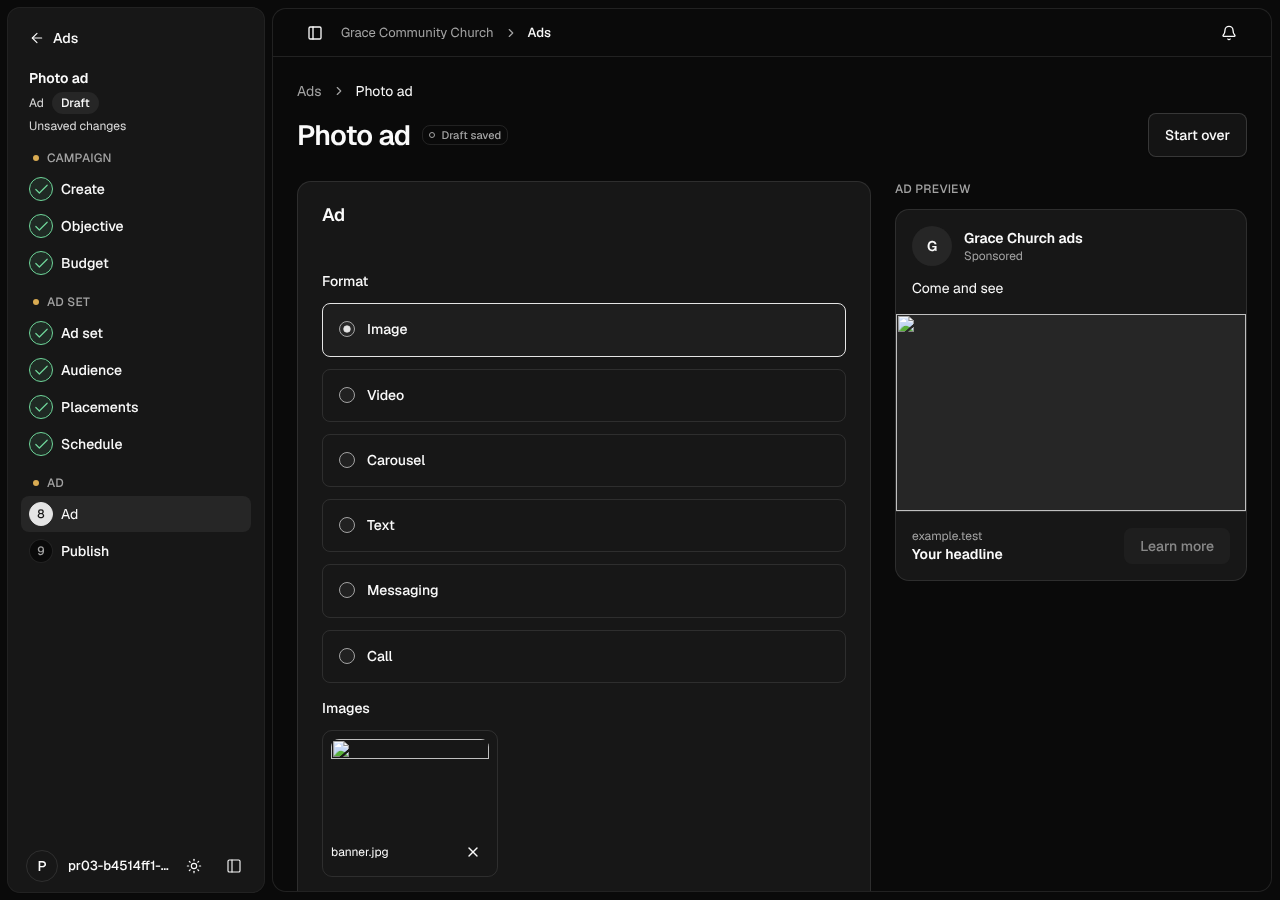 Ads
Photo ad
Ad Draft
Unsaved changes
CAMPAIGN
Create
Objective
Budget
AD SET
Ad set
Audience
Placements
Schedule
AD
8 Ad
9 Publish
P pr03-b4514ff1-...
Grace Community Church > Ads
Ads > Photo ad
Photo ad Draft saved
Start over
Ad
Format
Image
Video
Carousel
Text
Messaging
Call
Images
banner.jpg
AD PREVIEW
G Grace Church ads
Sponsored
Come and see
example.test
Your headline
Learn more